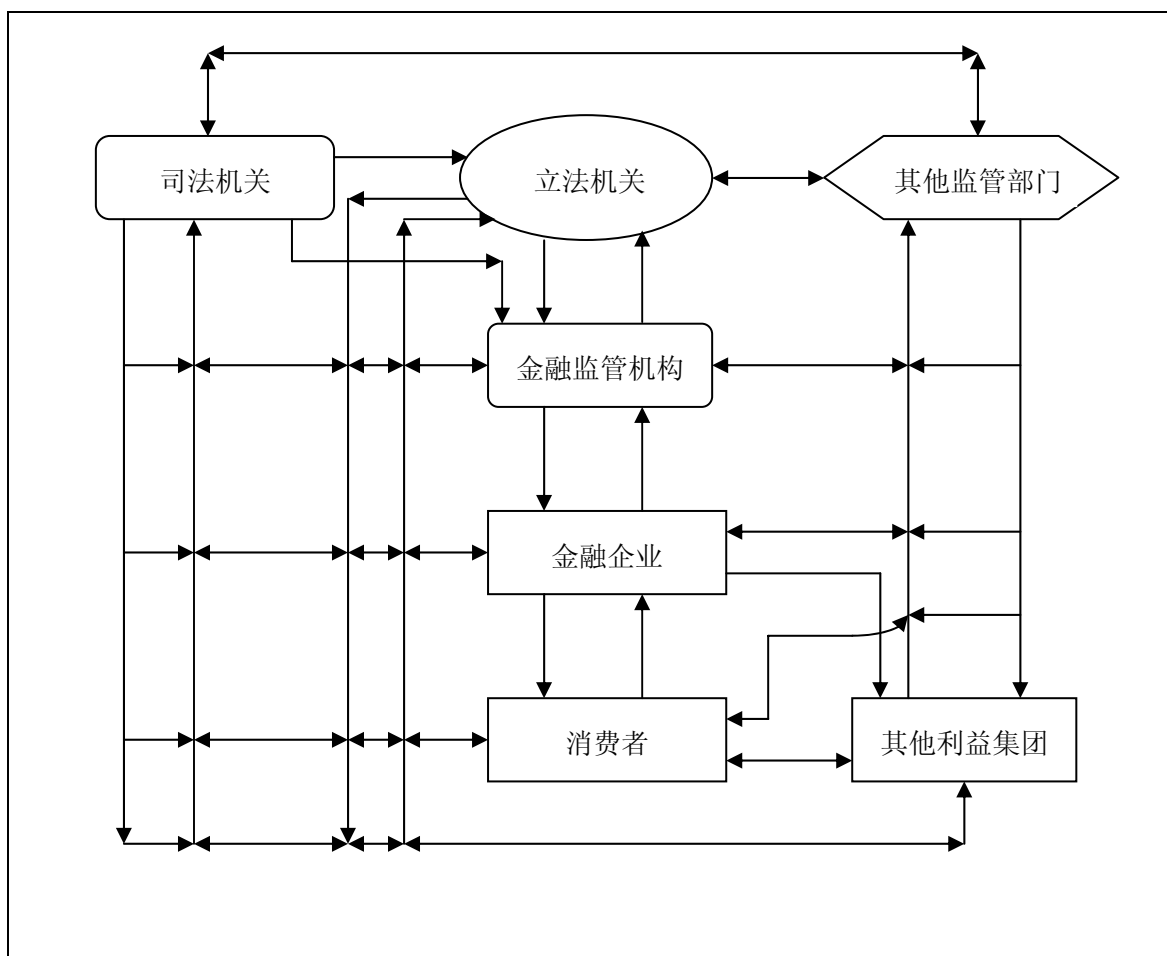 司法机关
立法机关
其他监管部门
金融监管机构
金融企业
消费者
其他利益集团